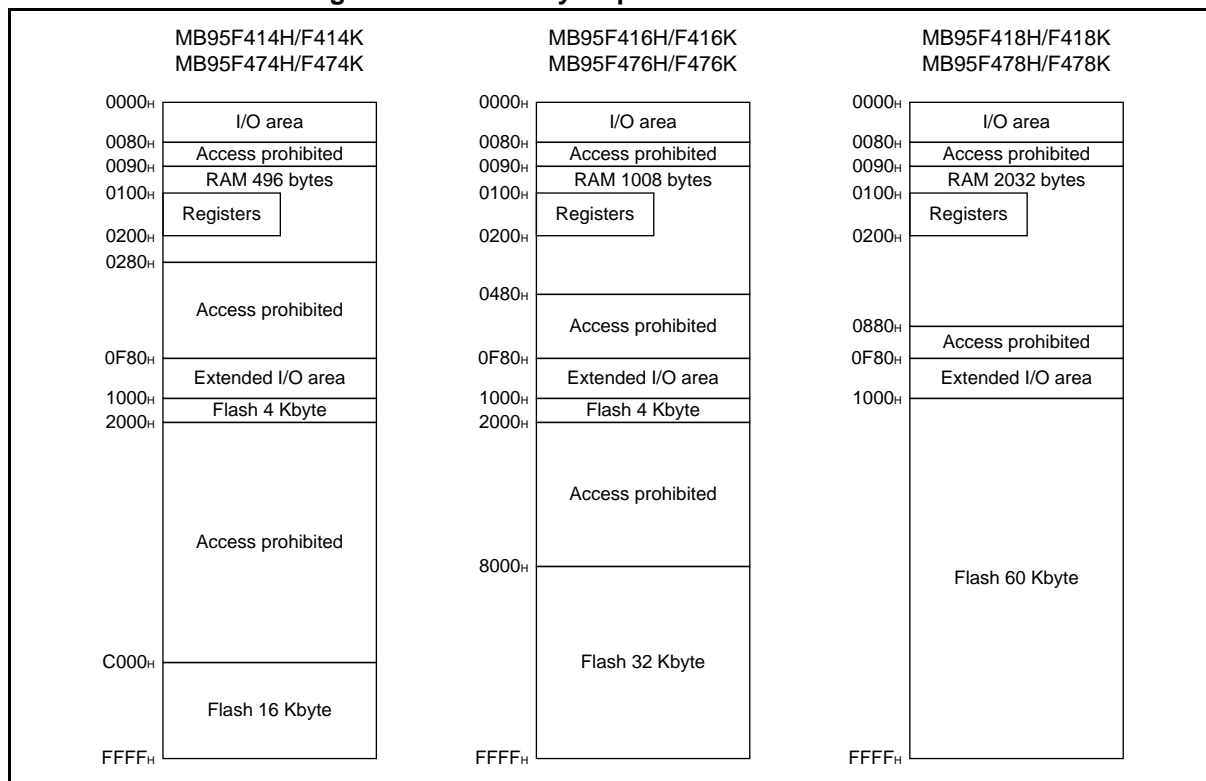 MB95F414H/F414K
MB95F474H/F474K
0000H
I/O area
0080H
Access prohibited
0090H
RAM 496 bytes
0100H
Registers
0200H
0280H
Access prohibited
0F80H
Extended I/O area
1000H
Flash 4 Kbyte
2000H
Access prohibited
C000H
Flash 16 Kbyte
FFFFH
MB95F416H/F416K
MB95F476H/F476K
0000H
I/O area
0080H
Access prohibited
0090H
RAM 1008 bytes
0100H
Registers
0200H
0480H
Access prohibited
0F80H
Extended I/O area
1000H
Flash 4 Kbyte
2000H
Access prohibited
8000H
Flash 32 Kbyte
FFFFH
MB95F418H/F418K
MB95F478H/F478K
0000H
I/O area
0080H
Access prohibited
0090H
RAM 2032 bytes
0100H
Registers
0200H
0880H
Access prohibited
0F80H
Extended I/O area
1000H
Flash 60 Kbyte
FFFFH